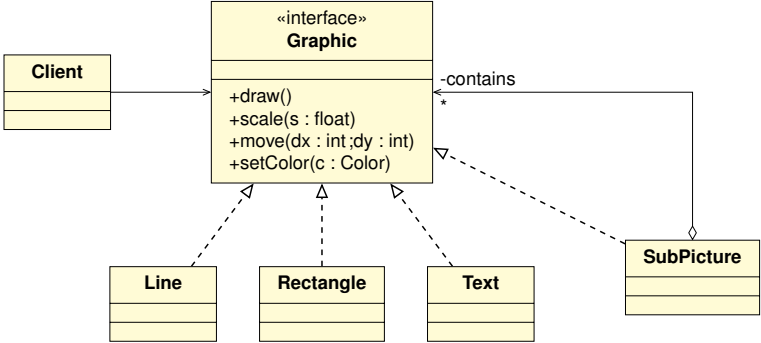 «interface»
Graphic
Client
-contains
*
+draw()
+scale(s : float)
+move(dx : int ;dy : int)
+setColor(c : Color)
SubPicture
Line
Rectangle
Text